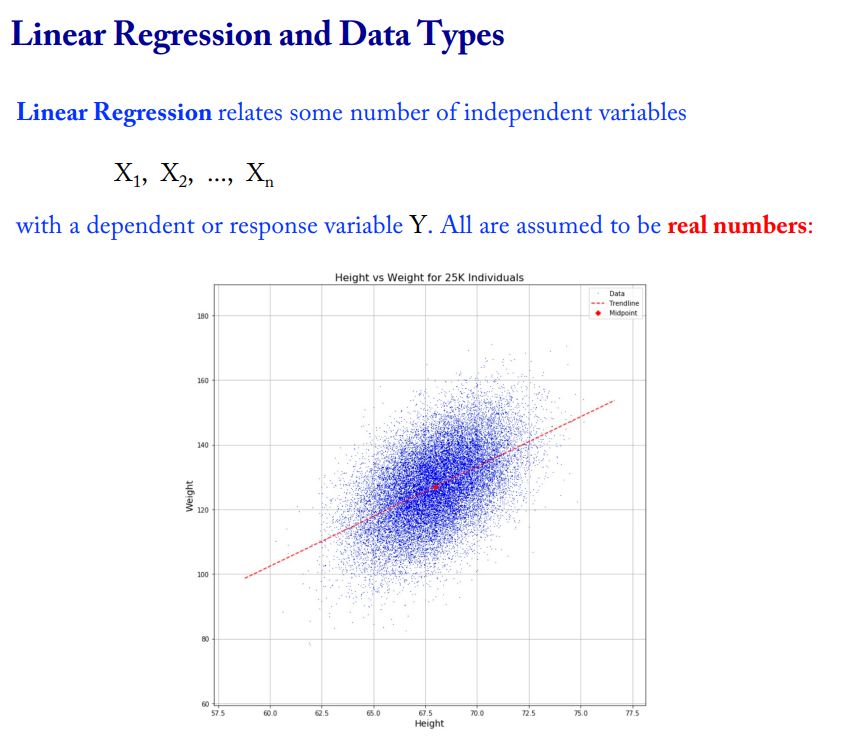 Linear Regression and Data Types
Linear Regression relates some number of independent variables
X₁, X₂, ..., Xₙ
with a dependent or response variable Y. All are assumed to be real numbers:
Height vs Weight for 25K Individuals
Data
Trendline
Midpoint
180
160
140
120
100
80
60
Weight
57.5 60.0 62.5 65.0 67.5 70.0 72.5 75.0 77.5
Height